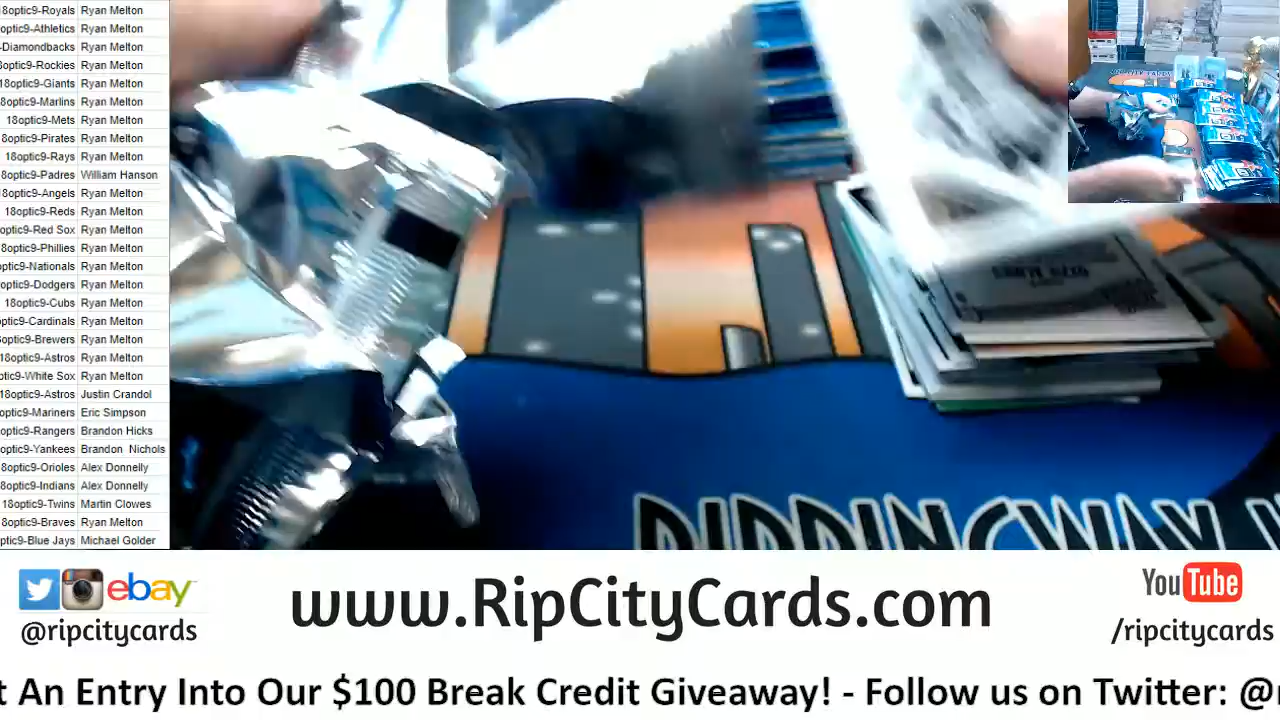 8optic9-Royals Ryan Melton
optic9-Athletics Ryan Melton
-Diamondbacks Ryan Melton
8optic9-Rockies Ryan Melton
18optic9-Giants Ryan Melton
8optic9-Marlins Ryan Melton
18optic9-Mets Ryan Melton
8optic9-Pirates Ryan Melton
18optic9-Rays Ryan Melton
8optic9-Padres William Hanson
18optic9-Angels Ryan Melton
18optic9-Reds Ryan Melton
optic9-Red Sox Ryan Melton
8optic9-Phillies Ryan Melton
ptic9-Nationals Ryan Melton
ptic9-Dodgers Ryan Melton
18optic9-Cubs Ryan Melton
optic9-Cardinals Ryan Melton
optic9-Brewers Ryan Melton
18optic9-Astros Ryan Melton
ptic9-White Sox Ryan Melton
18optic9-Astros Justin Crandol
optic9-Mariners Eric Simpson
optic9-Rangers Brandon Hicks
optic9-Yankees Brandon Nichols
8optic9-Orioles Alex Donnelly
8optic9-Indians Alex Donnelly
18optic9-Twins Martin Clowes
8optic9-Braves Ryan Melton
ptic9-Blue Jays Michael Golder
ebay
@ripcitycards
www.RipCityCards.com
YouTube
/ripcitycards
t An Entry Into Our $100 Break Credit Giveaway! - Follow us on Twitter: @